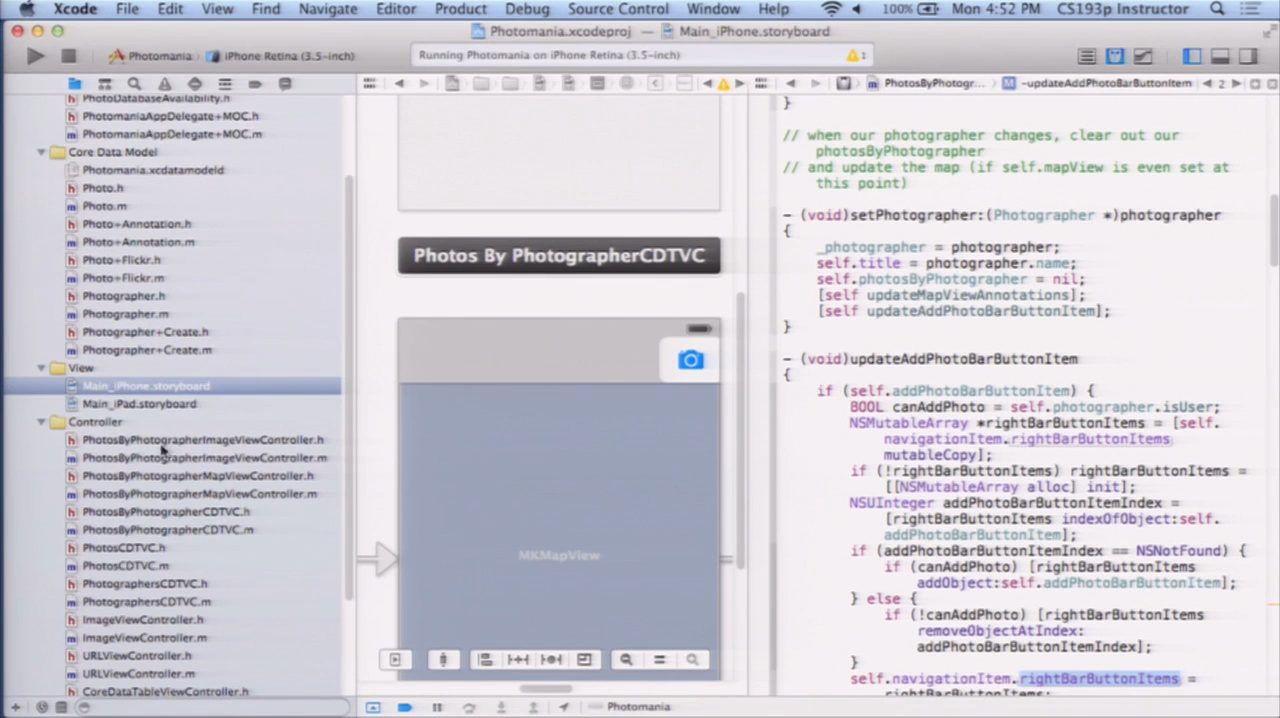 Xcode File Edit View Find Navigate Editor Product Debug Source Control Window Help 100% Mon 4:52 PM CS193p Instructor
Photomania.xcodeproj — Main_iPhone.storyboard
Photomania iPhone Retina (3.5-inch) Running Photomania on iPhone Retina (3.5-inch) 1
PhotosByPhotogr... -updateAddPhotoBarButtonItem 2
PhotoDatabaseAvailability.h
PhotomaniaAppDelegate+MOC.h
PhotomaniaAppDelegate+MOC.m
Core Data Model
Photomania.xcdatamodeld
Photo.h
Photo.m
Photo+Annotation.h
Photo+Annotation.m
Photo+Flickr.h
Photo+Flickr.m
Photographer.h
Photographer.m
Photographer+Create.h
Photographer+Create.m
View
Main_iPhone.storyboard
Main_iPad.storyboard
Controller
PhotosByPhotographerImageViewController.h
PhotosByPhotographerImageViewController.m
PhotosByPhotographerMapViewController.h
PhotosByPhotographerMapViewController.m
PhotosByPhotographerCDTVC.h
PhotosByPhotographerCDTVC.m
PhotosCDTVC.h
PhotosCDTVC.m
PhotographersCDTVC.h
PhotographersCDTVC.m
ImageViewController.h
ImageViewController.m
URLViewController.h
URLViewController.m
CoreDataTableViewController.h
Photos By PhotographerCDTVC
MKMapView
}
// when our photographer changes, clear out our
photosByPhotographer
// and update the map (if self.mapView is even set at
this point)
- (void)setPhotographer:(Photographer *)photographer
{
_photographer = photographer;
self.title = photographer.name;
self.photosByPhotographer = nil;
[self updateMapViewAnnotations];
[self updateAddPhotoBarButtonItem];
}
- (void)updateAddPhotoBarButtonItem
{
if (self.addPhotoBarButtonItem) {
BOOL canAddPhoto = self.photographer.isUser;
NSMutableArray *rightBarButtonItems = [self.
navigationItem.rightBarButtonItems
mutableCopy];
if (!rightBarButtonItems) rightBarButtonItems =
[[NSMutableArray alloc] init];
NSUInteger addPhotoBarButtonItemIndex =
[rightBarButtonItems indexOfObject:self.
addPhotoBarButtonItem];
if (addPhotoBarButtonItemIndex == NSNotFound) {
if (canAddPhoto) [rightBarButtonItems
addObject:self.addPhotoBarButtonItem];
} else {
if (!canAddPhoto) [rightBarButtonItems
removeObjectAtIndex:
addPhotoBarButtonItemIndex];
}
self.navigationItem.rightBarButtonItems =
rightBarButtonItems;
Photomania